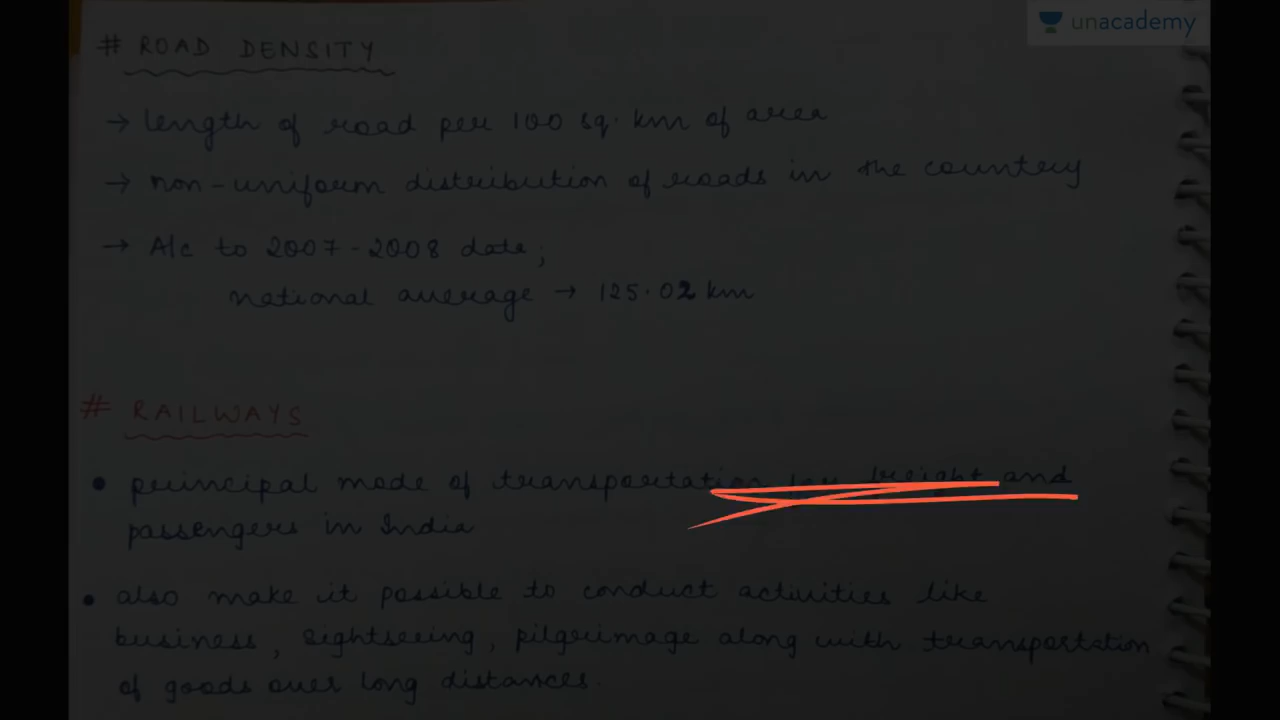 unacademy
# ROAD DENSITY
→ length of road per 100 sq. km of area
→ non-uniform distribution of roads in the country
→ A/c to 2007-2008 data;
national average → 125.02 km
# RAILWAYS
• principal mode of transportation for freight and
passengers in India
• also make it possible to conduct activities like
business, sightseeing, pilgrimage along with transportation
of goods over long distances.